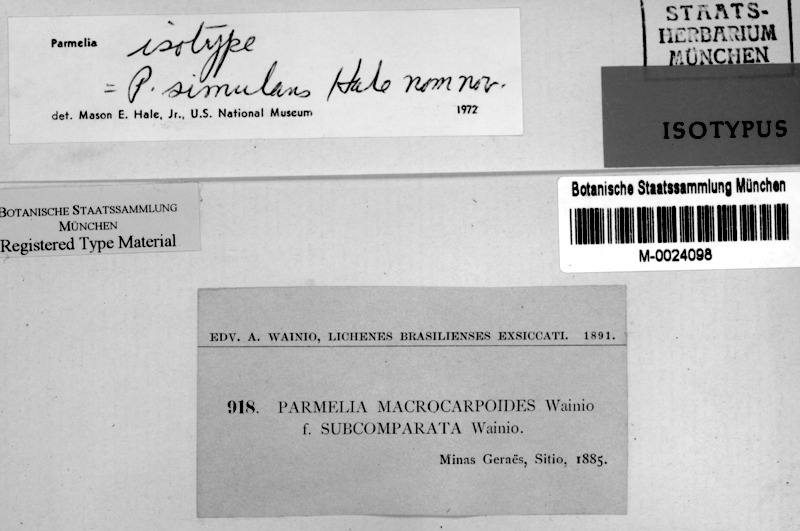 Parmelia
isotype
= P. simulans Hale nom nov.
det. Mason E. Hale, Jr., U.S. National Museum 1972
STAATS-
HERBARIUM
MÜNCHEN
ISOTYPUS
BOTANISCHE STAATSSAMMLUNG
MÜNCHEN
Registered Type Material
Botanische Staatssammlung München
M-0024098
EDV. A. WAINIO, LICHENES BRASILIENSES EXSICCATI. 1891.
918. PARMELIA MACROCARPOIDES Wainio
f. SUBCOMPARATA Wainio.
Minas Geraës, Sitio, 1885.